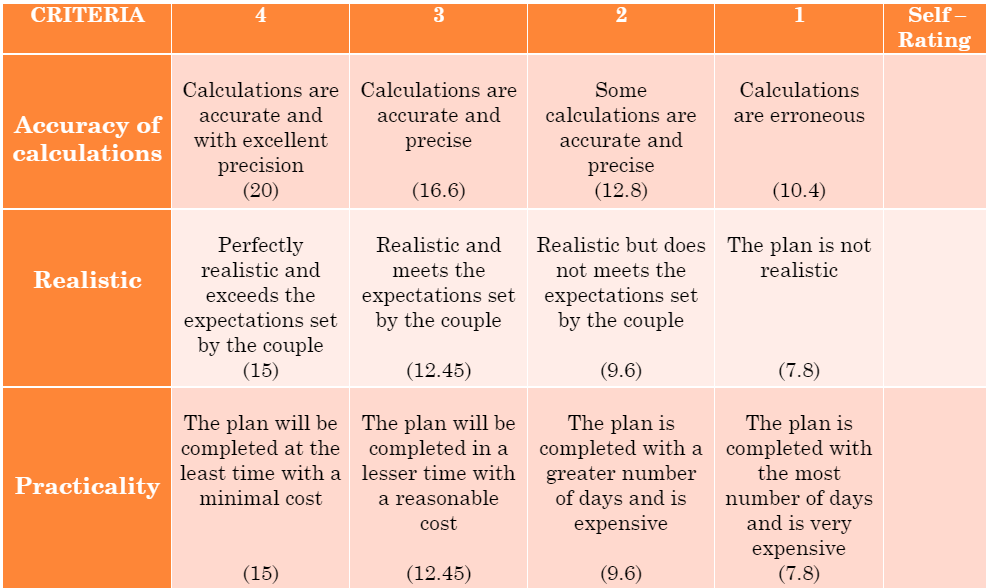 CRITERIA 4 3 2 1 Self – Rating
Accuracy of calculations
Calculations are
accurate and
with excellent
precision
(20)
Calculations are
accurate and
precise
(16.6)
Some
calculations are
accurate and
precise
(12.8)
Calculations
are erroneous
(10.4)
Realistic
Perfectly
realistic and
exceeds the
expectations set
by the couple
(15)
Realistic and
meets the
expectations set
by the couple
(12.45)
Realistic but does
not meets the
expectations set
by the couple
(9.6)
The plan is not
realistic
(7.8)
Practicality
The plan will be
completed at the
least time with a
minimal cost
(15)
The plan will be
completed in a
lesser time with
a reasonable
cost
(12.45)
The plan is
completed with a
greater number
of days and is
expensive
(9.6)
The plan is
completed with
the most
number of days
and is very
expensive
(7.8)